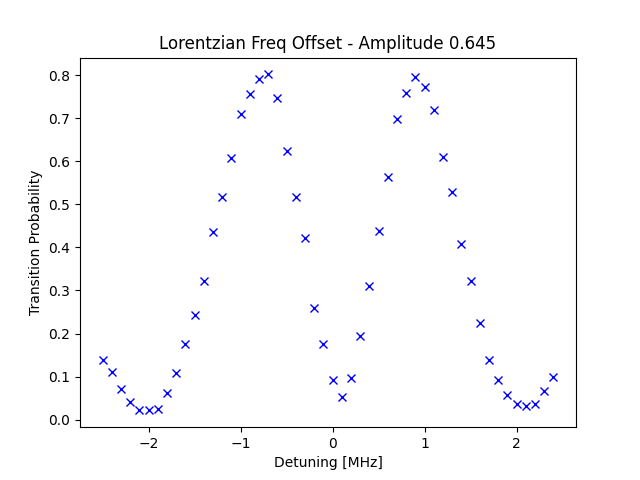 Lorentzian Freq Offset - Amplitude 0.645
Transition Probability
0.8
0.7
0.6
0.5
0.4
0.3
0.2
0.1
0.0
−2 −1 0 1 2
Detuning [MHz]